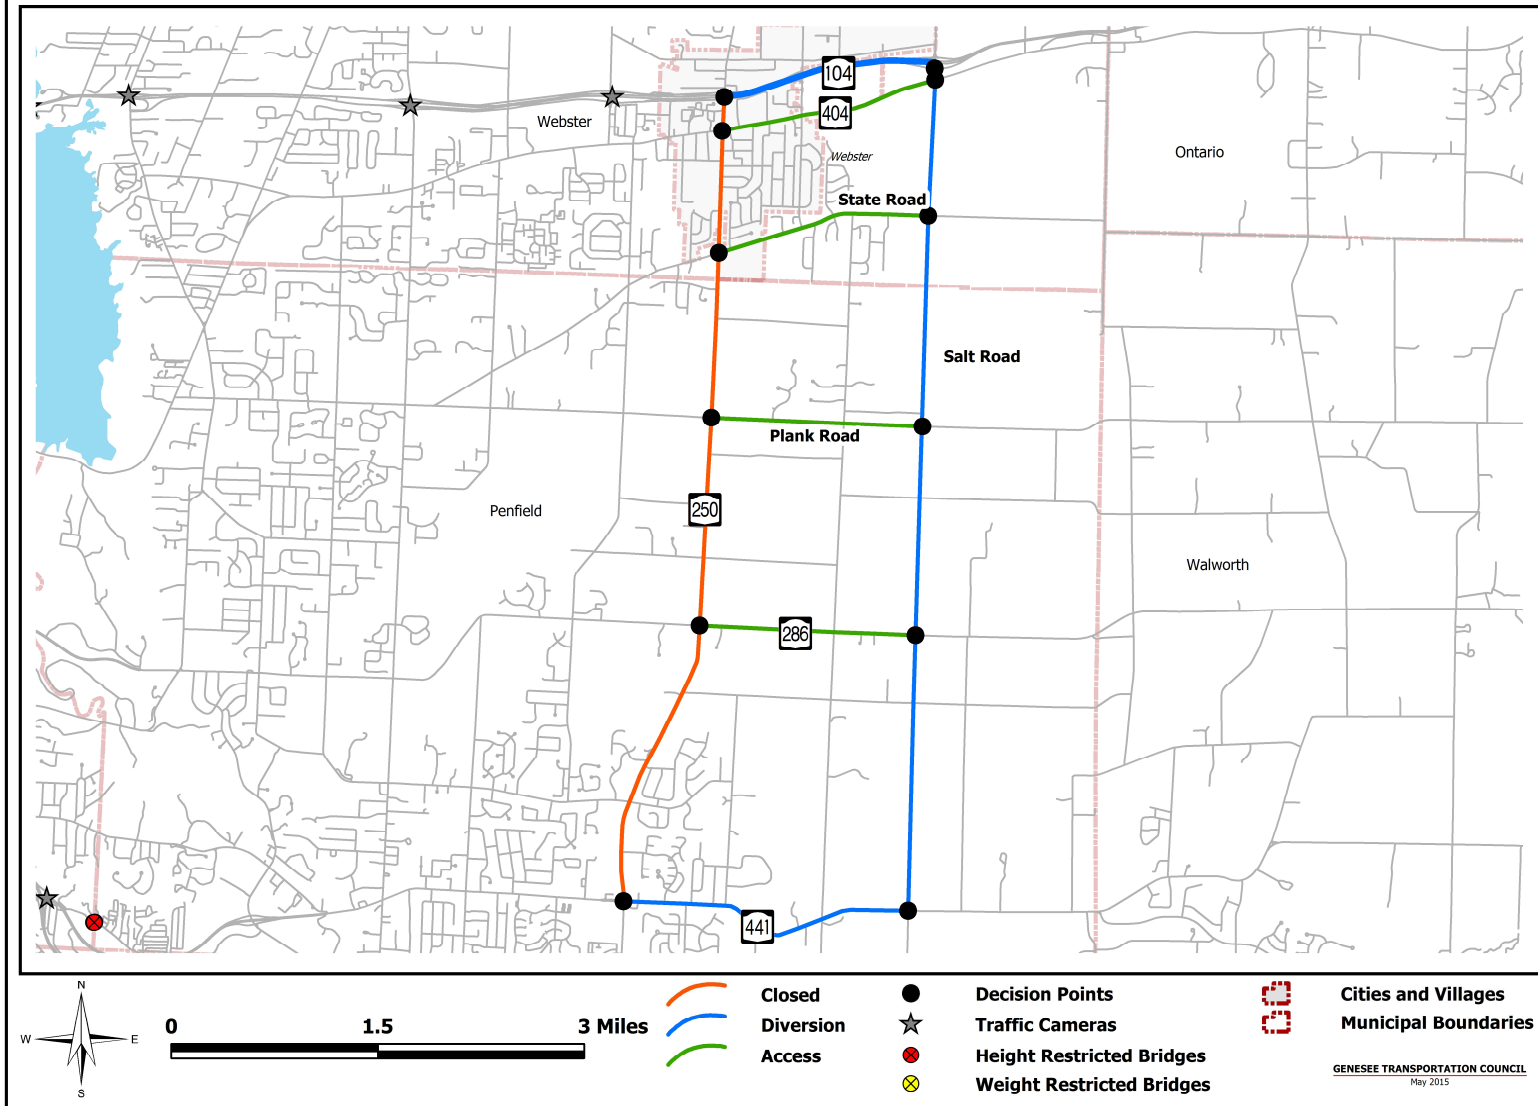 104
404
Webster
Webster
Ontario
State Road
Salt Road
Plank Road
250
Penfield
Walworth
286
441
N
W E
S
0 1.5 3 Miles
Closed
Diversion
Access
Decision Points
Traffic Cameras
Height Restricted Bridges
Weight Restricted Bridges
Cities and Villages
Municipal Boundaries
GENESEE TRANSPORTATION COUNCIL
May 2015